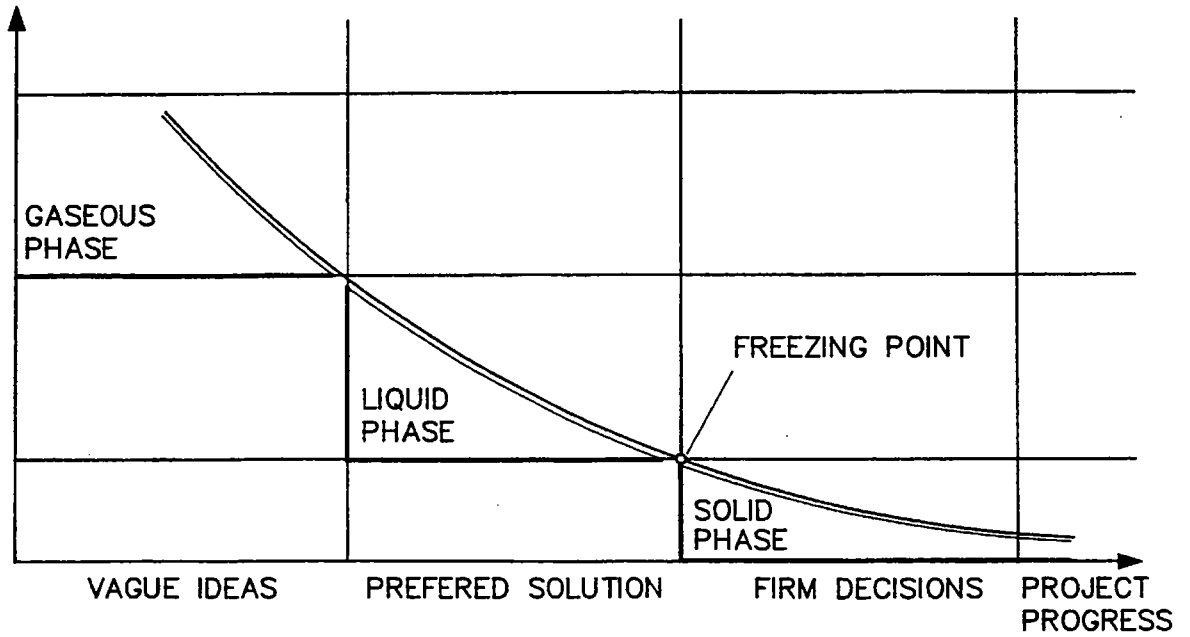 GASEOUS
PHASE
FREEZING POINT
LIQUID
PHASE
SOLID
PHASE
VAGUE IDEAS
PREFERED SOLUTION
FIRM DECISIONS
PROJECT
PROGRESS